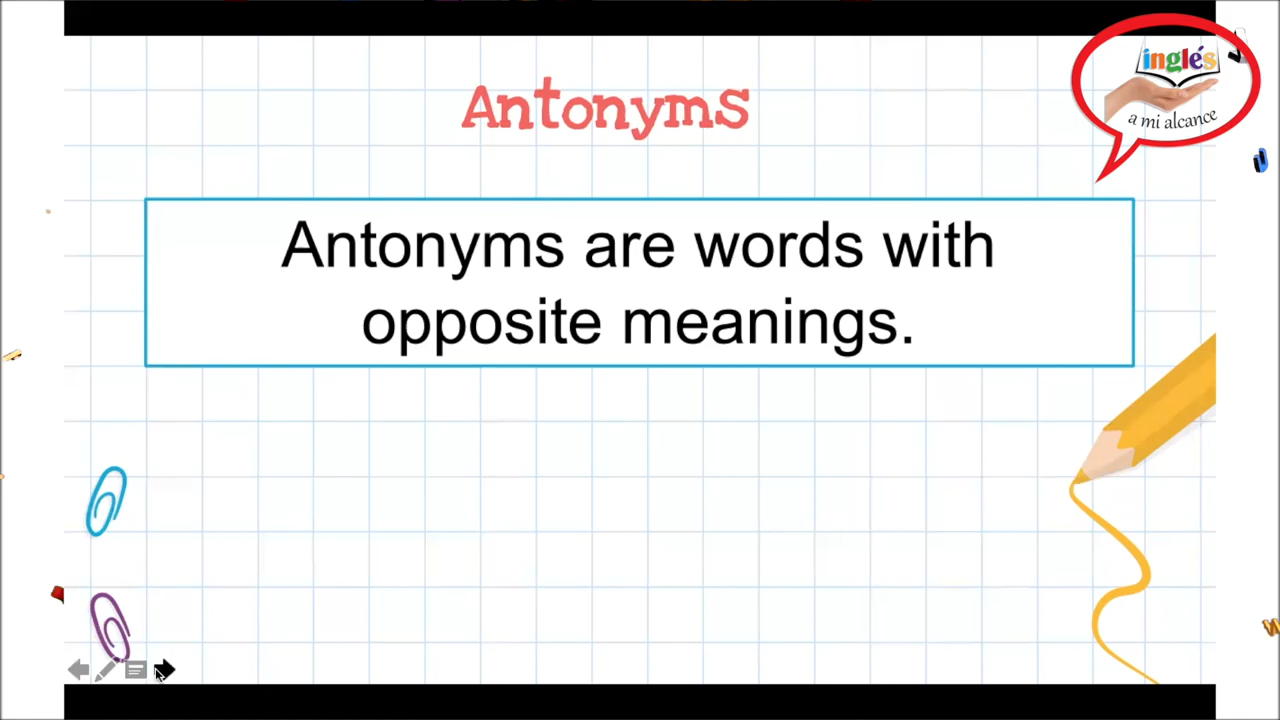 Antonyms
inglés
a mi alcance
Antonyms are words with
opposite meanings.